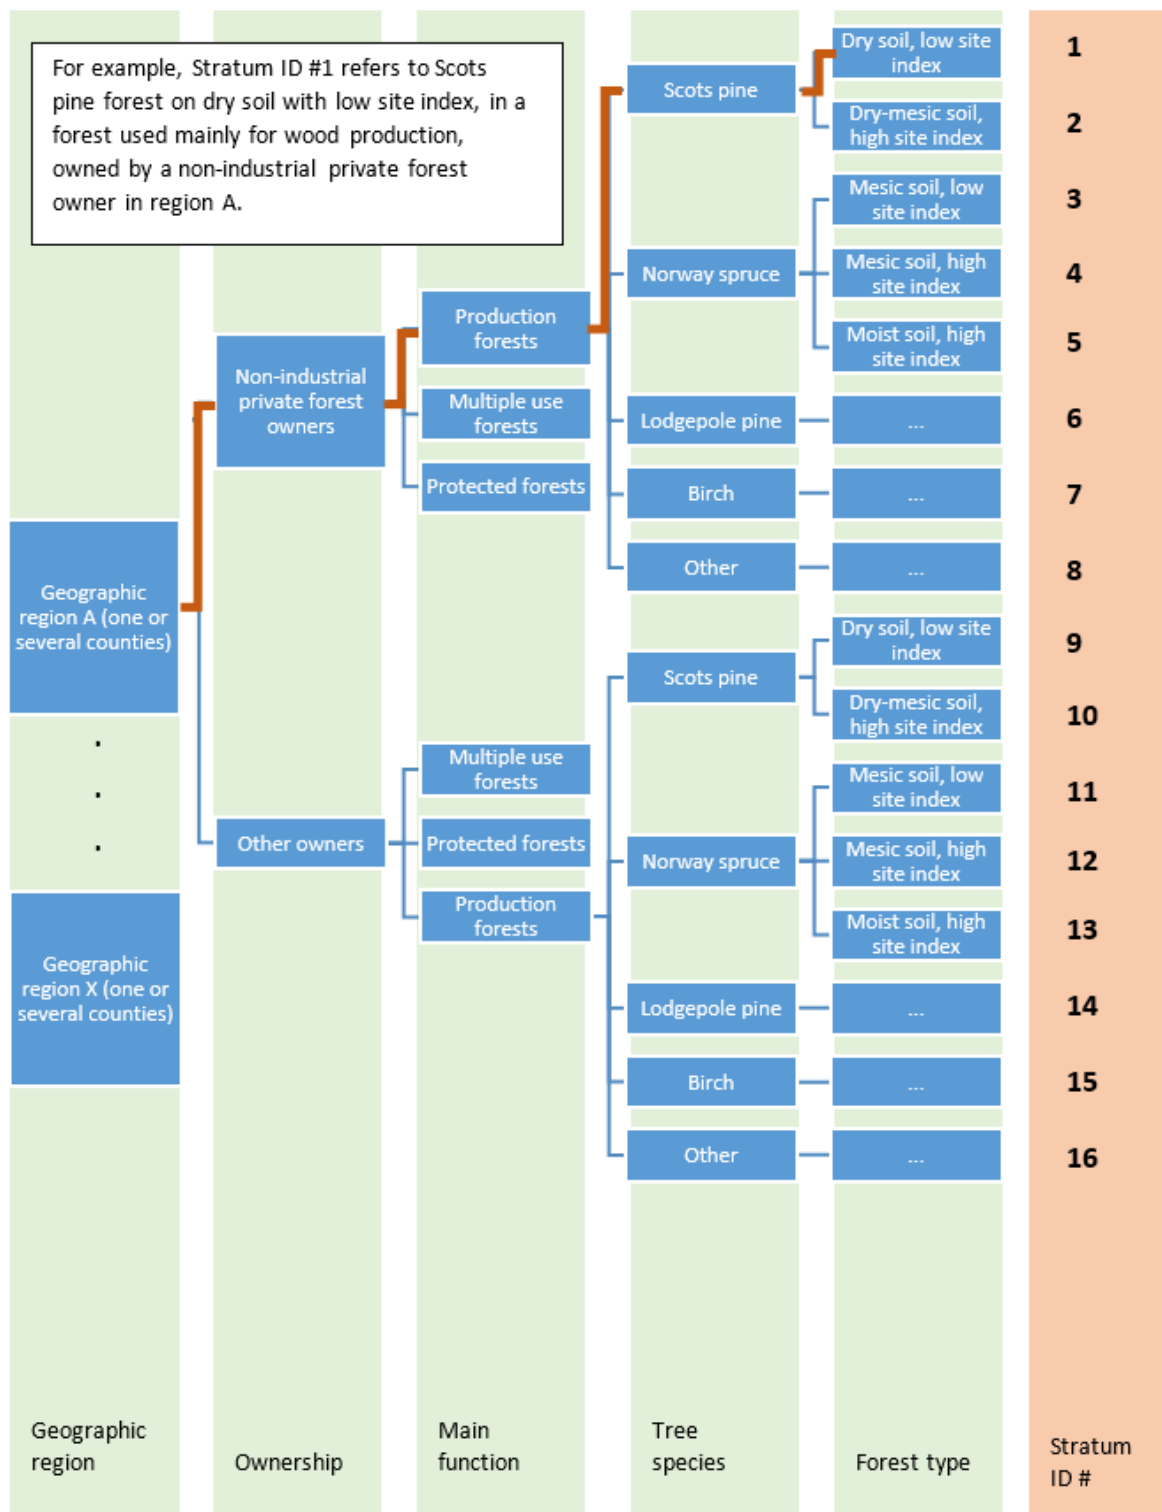 For example, Stratum ID #1 refers to Scots
pine forest on dry soil with low site index, in a
forest used mainly for wood production,
owned by a non-industrial private forest
owner in region A.
Geographic
region A (one or
several counties)
.
.
.
Geographic
region X (one or
several counties)
Non-industrial
private forest
owners
Other owners
Production
forests
Multiple use
forests
Protected forests
Multiple use
forests
Protected forests
Production
forests
Scots pine
Norway spruce
Lodgepole pine
Birch
Other
Scots pine
Norway spruce
Lodgepole pine
Birch
Other
Dry soil, low site
index
Dry-mesic soil,
high site index
Mesic soil, low
site index
Mesic soil, high
site index
Moist soil, high
site index
...
...
...
Dry soil, low site
index
Dry-mesic soil,
high site index
Mesic soil, low
site index
Mesic soil, high
site index
Moist soil, high
site index
...
...
...
1
2
3
4
5
6
7
8
9
10
11
12
13
14
15
16
Geographic
region
Ownership
Main
function
Tree
species
Forest type
Stratum
ID #